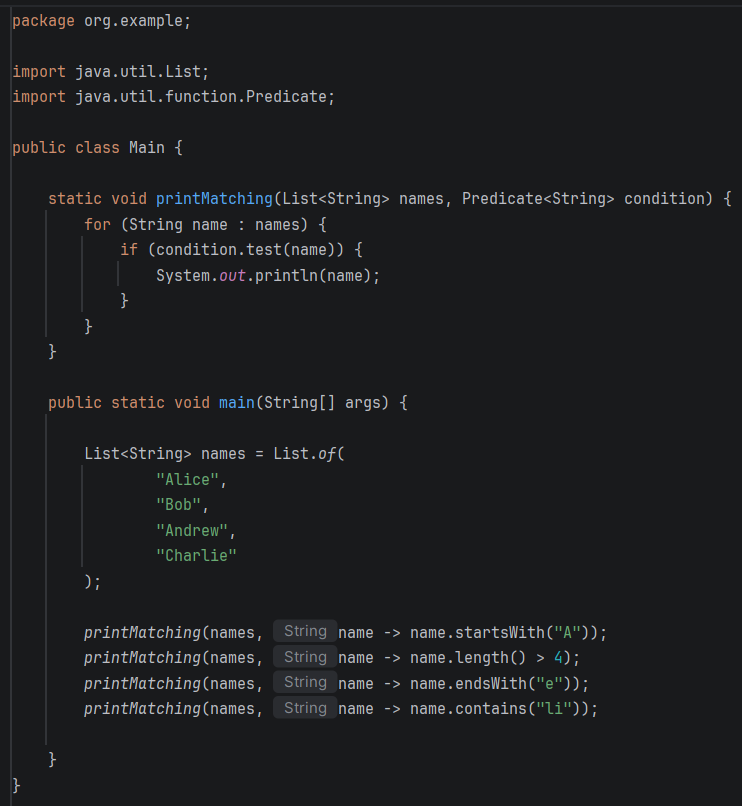 package org.example;
import java.util.List;
import java.util.function.Predicate;
public class Main {
static void printMatching(List<String> names, Predicate<String> condition) {
for (String name : names) {
if (condition.test(name)) {
System.out.println(name);
}
}
}
public static void main(String[] args) {
List<String> names = List.of(
"Alice",
"Bob",
"Andrew",
"Charlie"
);
printMatching(names, String name -> name.startsWith("A"));
printMatching(names, String name -> name.length() > 4);
printMatching(names, String name -> name.endsWith("e"));
printMatching(names, String name -> name.contains("li"));
}
}